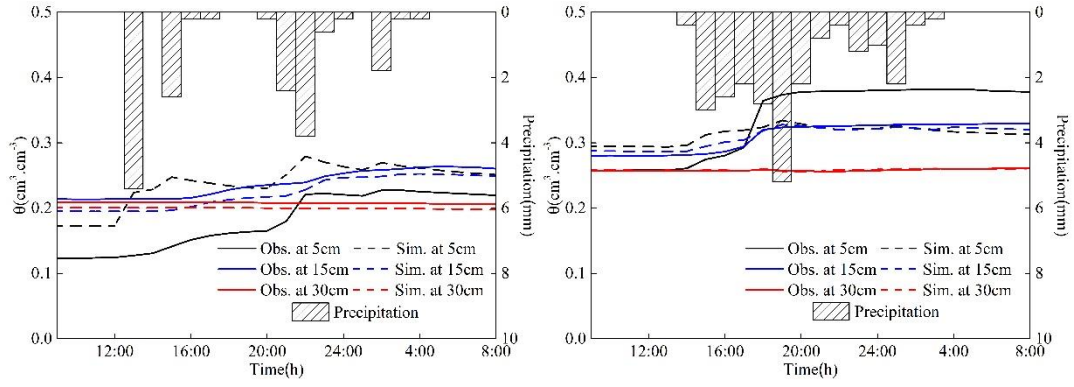 0.5
0.4
0.3
0.2
0.1
0.0
θ(cm³.cm⁻³)
0
2
4
6
8
10
Precipitation(mm)
Obs. at 5cm
Sim. at 5cm
Obs. at 15cm
Sim. at 15cm
Obs. at 30cm
Sim. at 30cm
Precipitation
12:00
16:00
20:00
24:00
4:00
8:00
Time(h)
0.5
0.4
0.3
0.2
0.1
0.0
θ(cm³.cm⁻³)
0
2
4
6
8
10
Precipitation(mm)
Obs. at 5cm
Sim. at 5cm
Obs. at 15cm
Sim. at 15cm
Obs. at 30cm
Sim. at 30cm
Precipitation
12:00
16:00
20:00
24:00
4:00
8:00
Time(h)